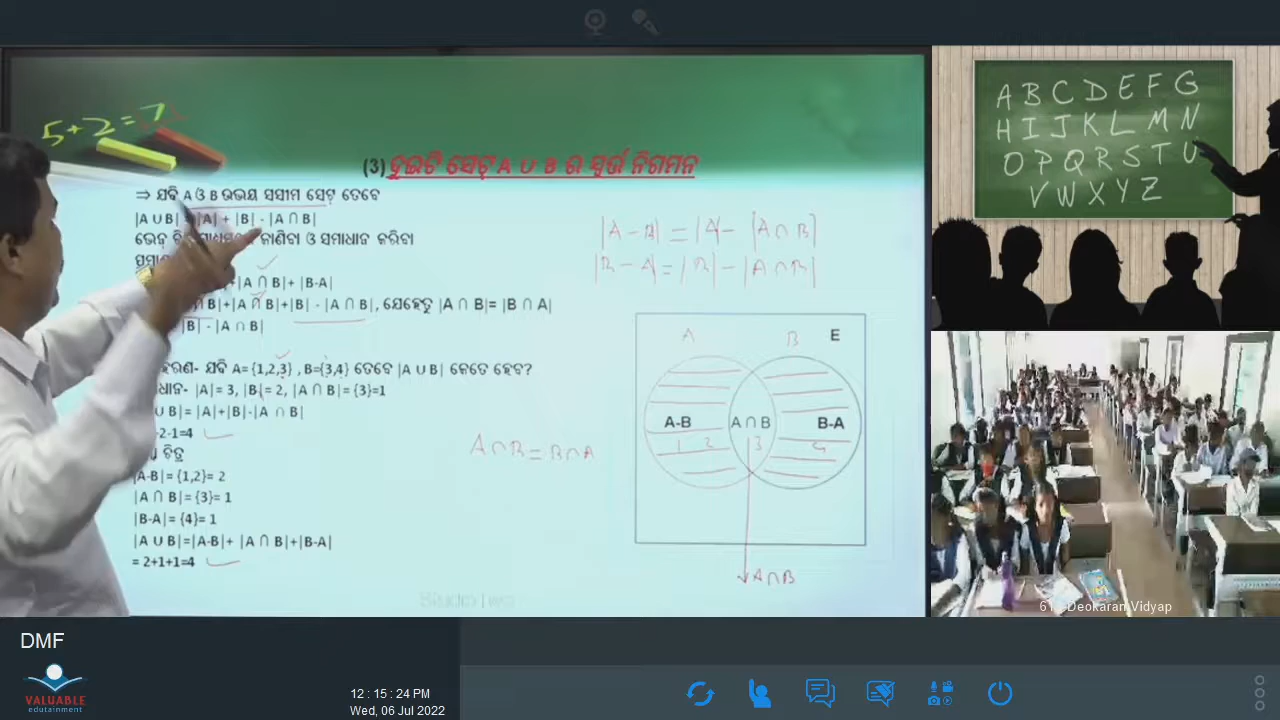 5+2=7
(3) ଦୁଇଟି ସେଟ୍ A ∪ B ର ସୂତ୍ର ନିଗମନ
⇒ ଯଦି A ଓ B ଉଭୟ ସସୀମ ସେଟ୍ ତେବେ
|A ∪ B| = |A| + |B| - |A ∩ B|
ଭେନ୍ ଜାଣିବା ଓ ସମାଧାନ କରିବା
+|A ∩ B|+ |B-A|
∩ B|+|A ∩ B|+|B| - |A ∩ B|, ଯେହେତୁ |A ∩ B|= |B ∩ A|
|B| - |A ∩ B|
ଯଦି A= {1,2,3} , B={3,4} ତେବେ |A ∪ B| କେତେ ହେବ?
|A|= 3, |B|= 2, |A ∩ B|= {3}=1
∪ B|= |A|+|B|-|A ∩ B|
-2-1=4
ଚିତ୍ର
|A-B|= {1,2}= 2
|A ∩ B|= {3}= 1
|B-A|= {4}= 1
|A ∪ B|=|A-B|+ |A ∩ B|+|B-A|
= 2+1+1=4
|A - B| = |A| - |A ∩ B|
|B - A| = |B| - |A ∩ B|
A B E
A-B A ∩ B B-A
1 2 3 4
A∩B = B∩A
A∩B
A B C D E F G
H I J K L M N
O P Q R S T U
V W X Y Z
Deokaran Vidyap
DMF
VALUABLE
edutainment
12 : 15 : 24 PM
Wed, 06 Jul 2022